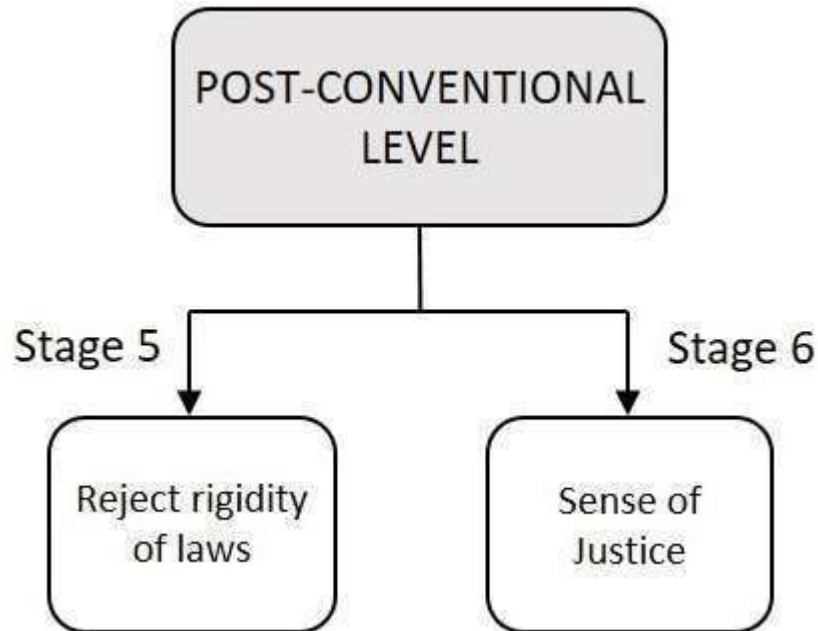 POST-CONVENTIONAL
LEVEL
Stage 5
Stage 6
Reject rigidity
of laws
Sense of
Justice